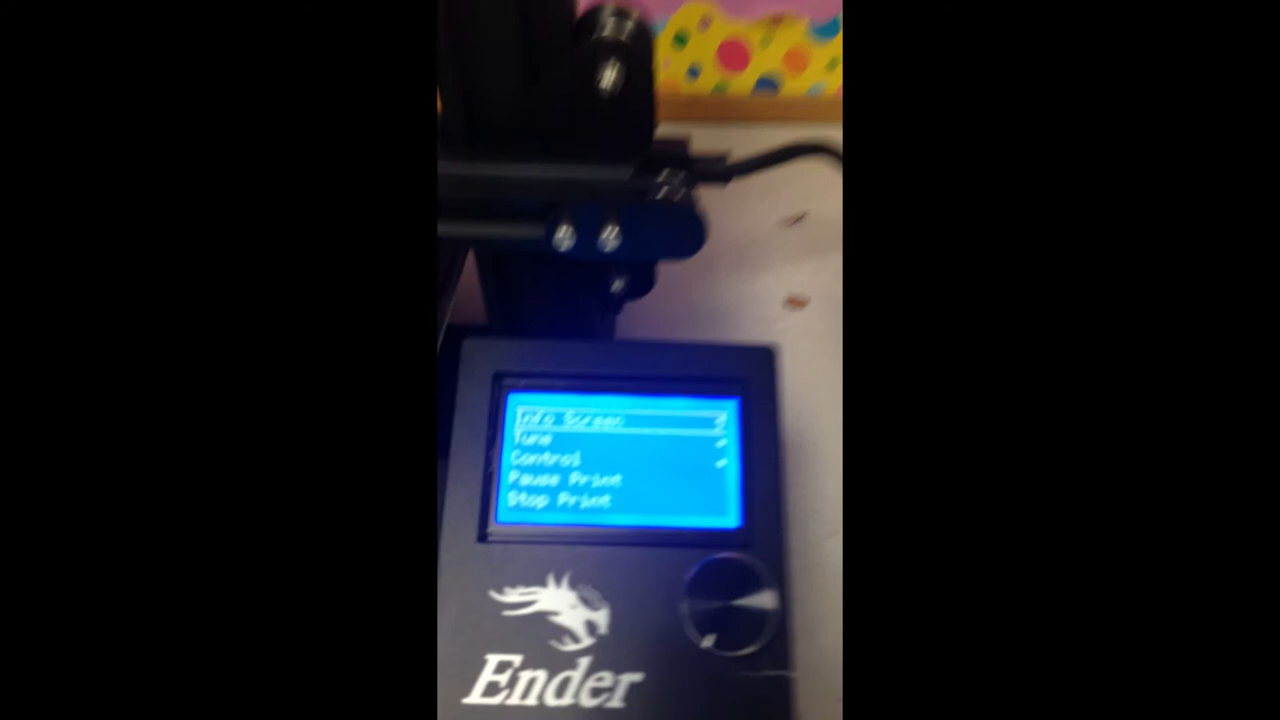 Info Screen
Tune
Control
Pause Print
Stop Print
Ender